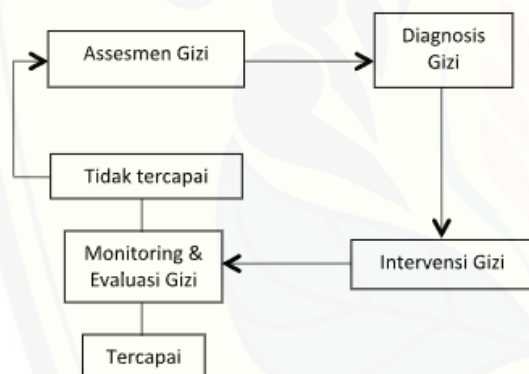 Assesmen Gizi
Diagnosis
Gizi
Tidak tercapai
Monitoring &
Evaluasi Gizi
Intervensi Gizi
Tercapai